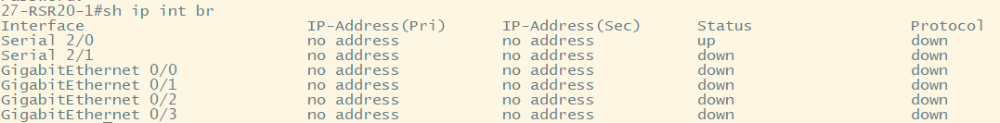 27-RSR20-1#sh ip int br
Interface IP-Address(Pri) IP-Address(Sec) Status Protocol
Serial 2/0 no address no address up down
Serial 2/1 no address no address down down
GigabitEthernet 0/0 no address no address down down
GigabitEthernet 0/1 no address no address down down
GigabitEthernet 0/2 no address no address down down
GigabitEthernet 0/3 no address no address down down